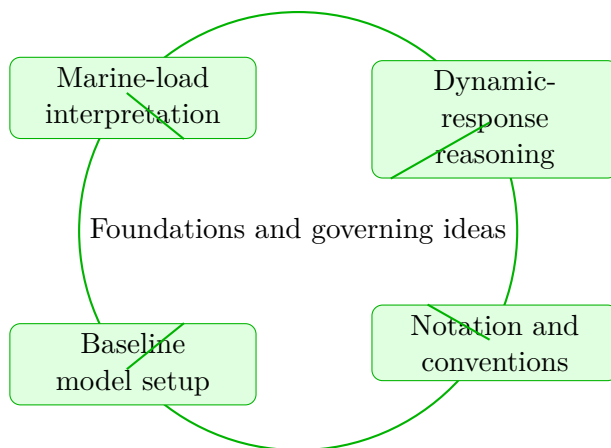 Marine-load
interpretation
Dynamic-
response
reasoning
Foundations and governing ideas
Baseline
model setup
Notation and
conventions